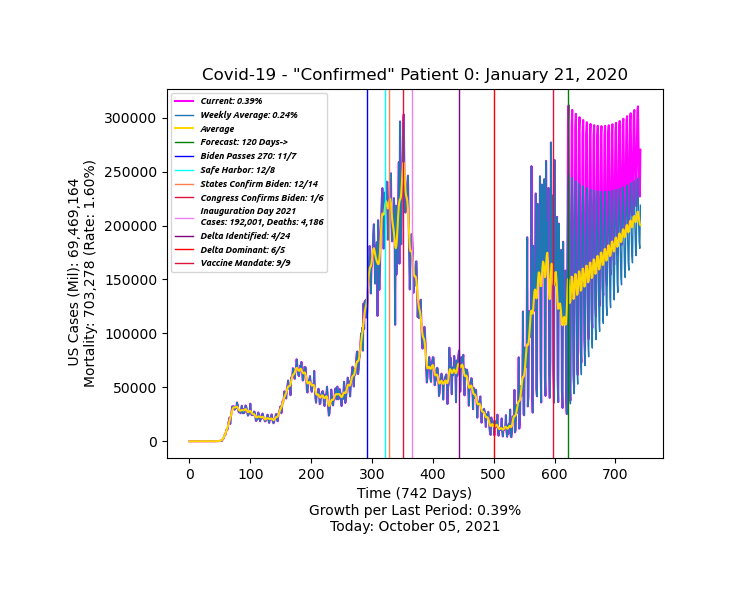 Covid-19 - "Confirmed" Patient 0: January 21, 2020
Current: 0.39%
Weekly Average: 0.24%
Average
Forecast: 120 Days->
Biden Passes 270: 11/7
Safe Harbor: 12/8
States Confirm Biden: 12/14
Congress Confirms Biden: 1/6
Inauguration Day 2021
Cases: 192,001, Deaths: 4,186
Delta Identified: 4/24
Delta Dominant: 6/5
Vaccine Mandate: 9/9
US Cases (Mil): 69,469,164
Mortality: 703,278 (Rate: 1.60%)
300000
250000
200000
150000
100000
50000
0
0 100 200 300 400 500 600 700
Time (742 Days)
Growth per Last Period: 0.39%
Today: October 05, 2021